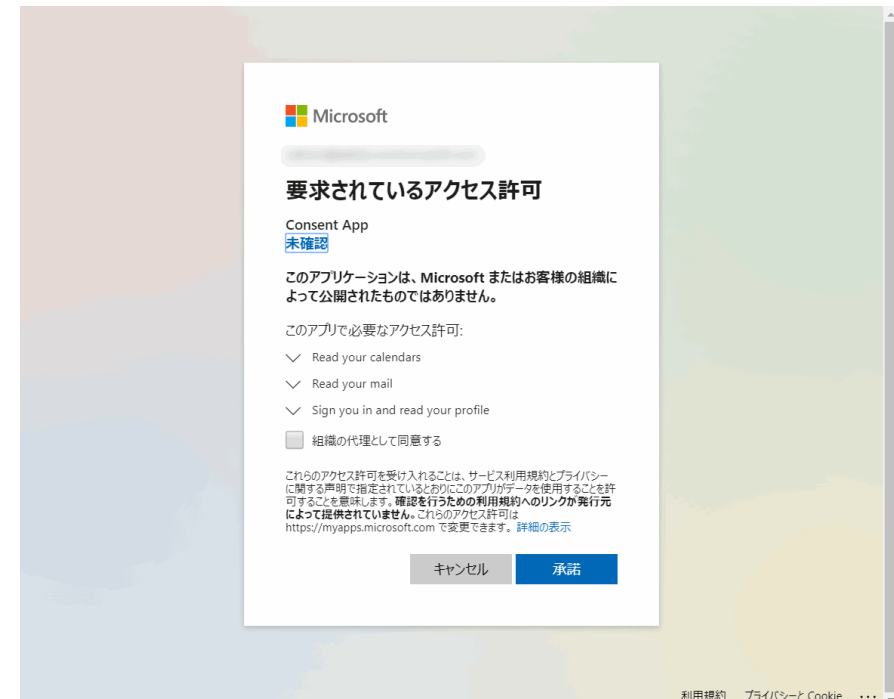 Microsoft
要求されているアクセス許可
Consent App
未確認
このアプリケーションは、Microsoft またはお客様の組織に
よって公開されたものではありません。
このアプリで必要なアクセス許可:
Read your calendars
Read your mail
Sign you in and read your profile
組織の代理として同意する
これらのアクセス許可を受け入れることは、サービス利用規約とプライバシー
に関する声明で指定されているとおりにこのアプリがデータを使用することを許
可することを意味します。確認を行うための利用規約へのリンクが発行元
によって提供されていません。これらのアクセス許可は
https://myapps.microsoft.com で変更できます。 詳細の表示
キャンセル
承諾
利用規約 プライバシーと Cookie ...